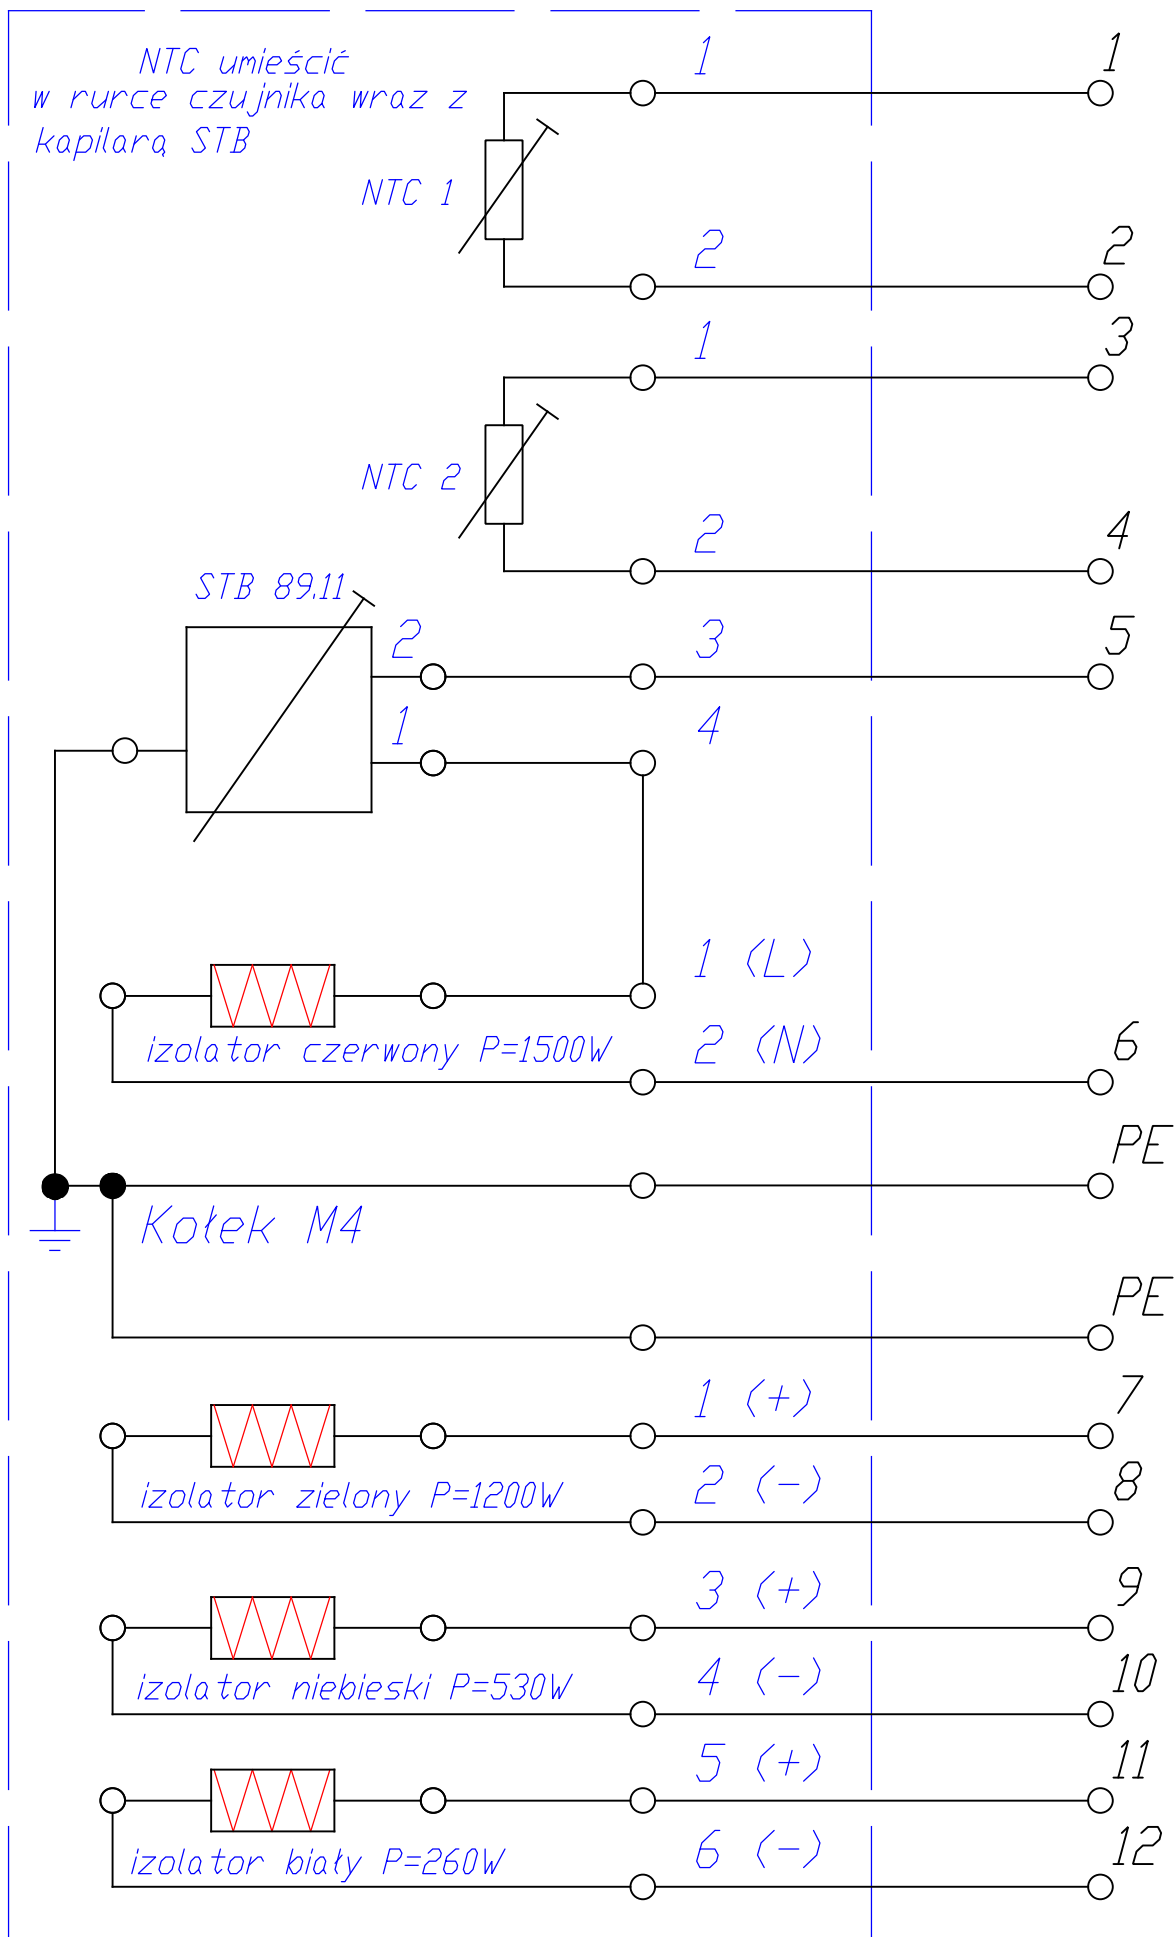 NTC umieścić
w rurce czujnika wraz z
kapilarą STB
1
1
NTC 1
2
2
1
3
NTC 2
2
4
STB 89.11
2
3
5
1
4
1 (L)
izolator czerwony P=1500W
2 (N)
6
PE
Kołek M4
PE
1 (+)
7
izolator zielony P=1200W
2 (-)
8
3 (+)
9
izolator niebieski P=530W
4 (-)
10
5 (+)
11
izolator biały P=260W
6 (-)
12